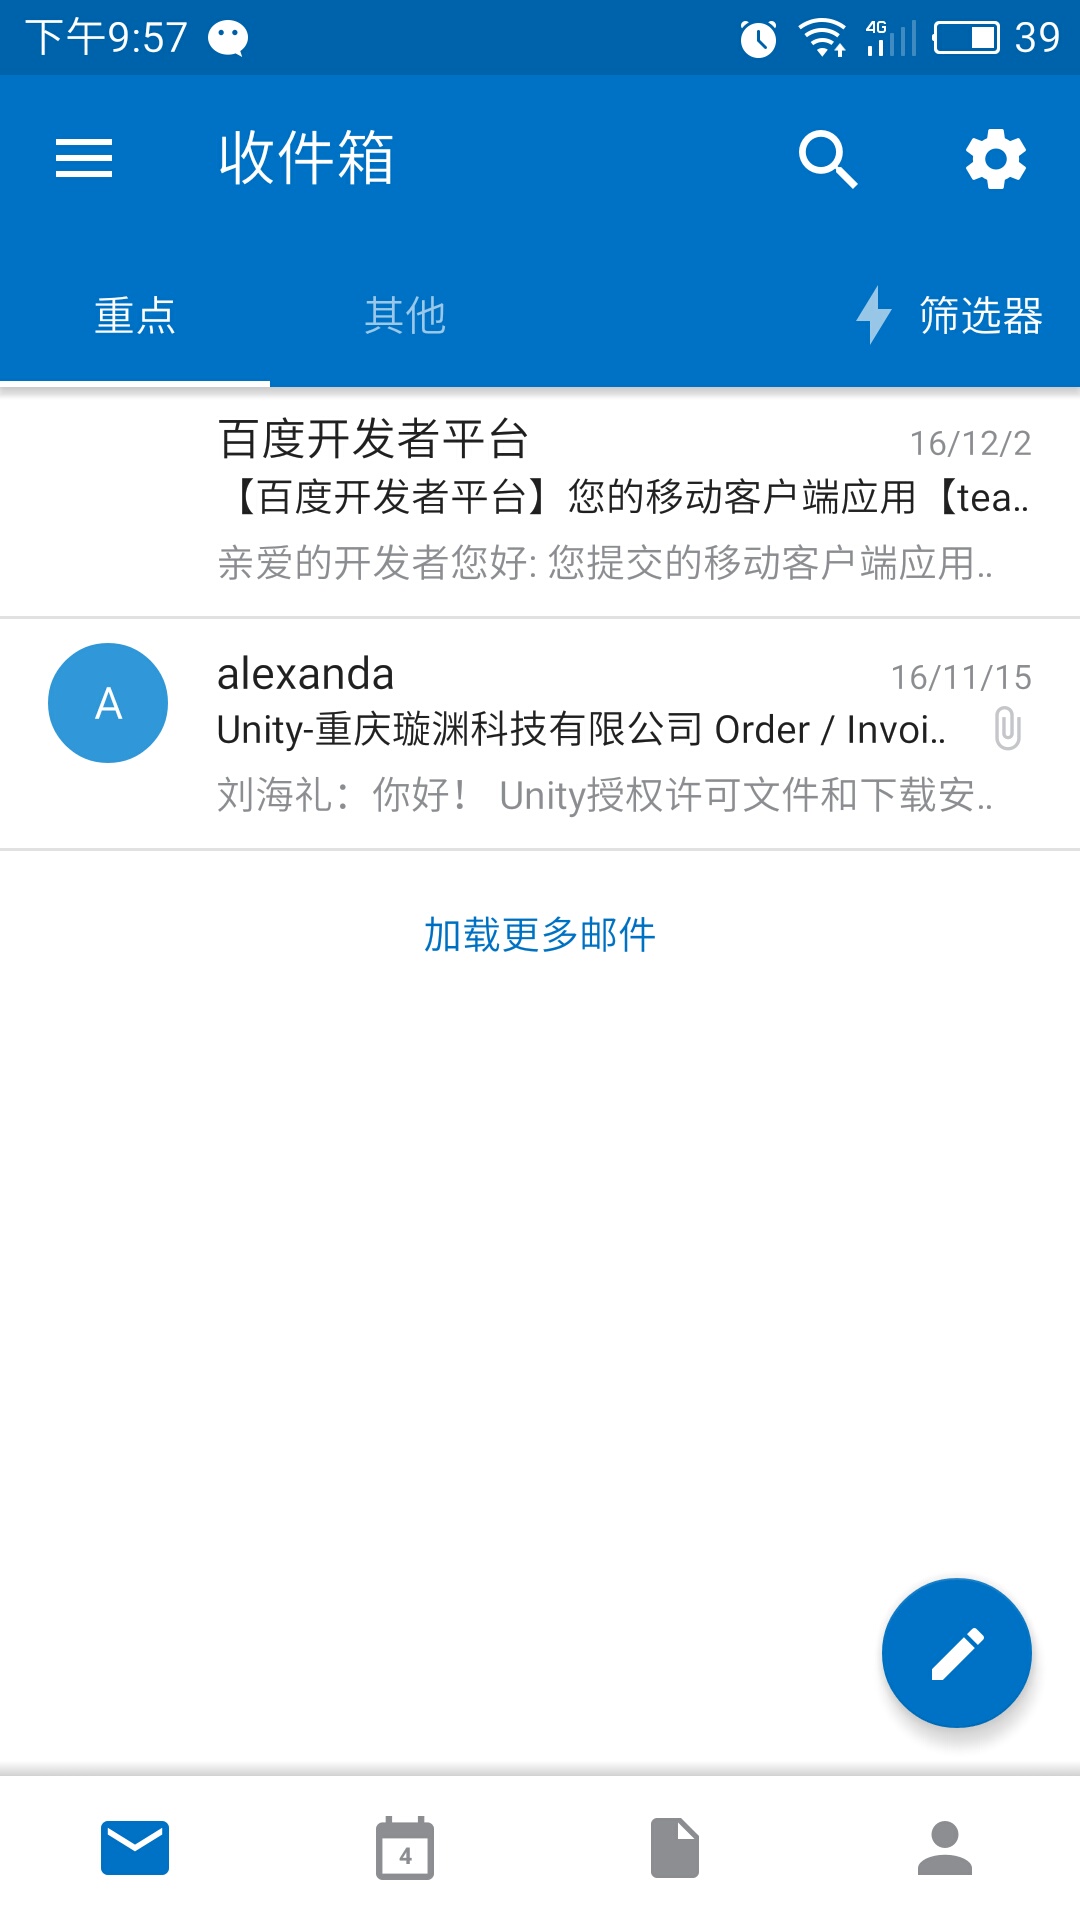 下午9:57
4G
39
收件箱
重点 其他 筛选器
百度开发者平台 16/12/2
【百度开发者平台】您的移动客户端应用【tea..
亲爱的开发者您好: 您提交的移动客户端应用..
A
alexanda 16/11/15
Unity-重庆璇渊科技有限公司 Order / Invoi..
刘海礼：你好！ Unity授权许可文件和下载安..
加载更多邮件
4